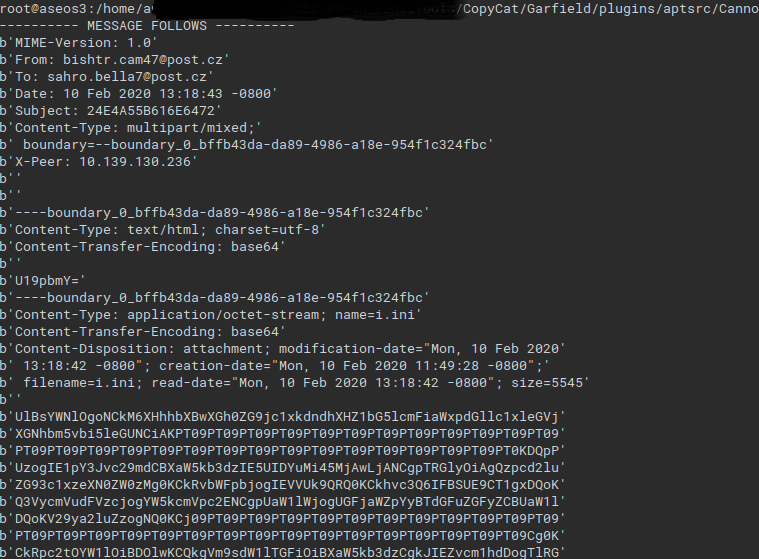 root@aseos3:/home/a /CopyCat/Garfield/plugins/aptsrc/Canno
---------- MESSAGE FOLLOWS ----------
b'MIME-Version: 1.0'
b'From: bishtr.cam47@post.cz'
b'To: sahro.bella7@post.cz'
b'Date: 10 Feb 2020 13:18:43 -0800'
b'Subject: 24E4A55B616E6472'
b'Content-Type: multipart/mixed;'
b' boundary=--boundary_0_bffb43da-da89-4986-a18e-954f1c324fbc'
b'X-Peer: 10.139.130.236'
b''
b''
b'----boundary_0_bffb43da-da89-4986-a18e-954f1c324fbc'
b'Content-Type: text/html; charset=utf-8'
b'Content-Transfer-Encoding: base64'
b''
b'U19pbmY='
b'----boundary_0_bffb43da-da89-4986-a18e-954f1c324fbc'
b'Content-Type: application/octet-stream; name=i.ini'
b'Content-Transfer-Encoding: base64'
b'Content-Disposition: attachment; modification-date="Mon, 10 Feb 2020'
b' 13:18:42 -0800"; creation-date="Mon, 10 Feb 2020 11:49:28 -0800";'
b' filename=i.ini; read-date="Mon, 10 Feb 2020 13:18:42 -0800"; size=5545'
b''
b'UlBsYWNlOgoNCkM6XHhhbXBwXGh0ZG9jc1xkdndhXHZ1bG5lcmFiaWxpdGllc1xleGVj'
b'XGNhbm5vbi5leGUNCiAKPT09PT09PT09PT09PT09PT09PT09PT09PT09PT09PT09PT09'
b'PT09PT09PT09PT09PT09PT09PT09PT09PT09PT09PT09PT09PT09PT09PT09PT0KDQpP'
b'UzogIE1pY3Jvc29mdCBXaW5kb3dzIE5UIDYuMi45MjAwLjANCgpTRGlyOiAgQzpcd2lu'
b'ZG93c1xzeXN0ZW0zMg0KCkRvbWFpbjogIEVVUk9QRQ0KCkhvc3Q6IFBSUE9CT1gxDQoK'
b'Q3VycmVudFVzcjogYW5kcmVpc2ENCgpUaW1lWjogUGFjaWZpYyBTdGFuZGFyZCBUaW1l'
b'DQoKV29ya2luZzogNQ0KCj09PT09PT09PT09PT09PT09PT09PT09PT09PT09PT09PT09'
b'PT09PT09PT09PT09PT09PT09PT09PT09PT09PT09PT09PT09PT09PT09PT09PT09Cg0K'
b'CkRpc2tOYW1lOiBDOlwKCQkgVm9sdW1lTGFiOiBXaW5kb3dzCgkJIEZvcm1hdDogTlRG'